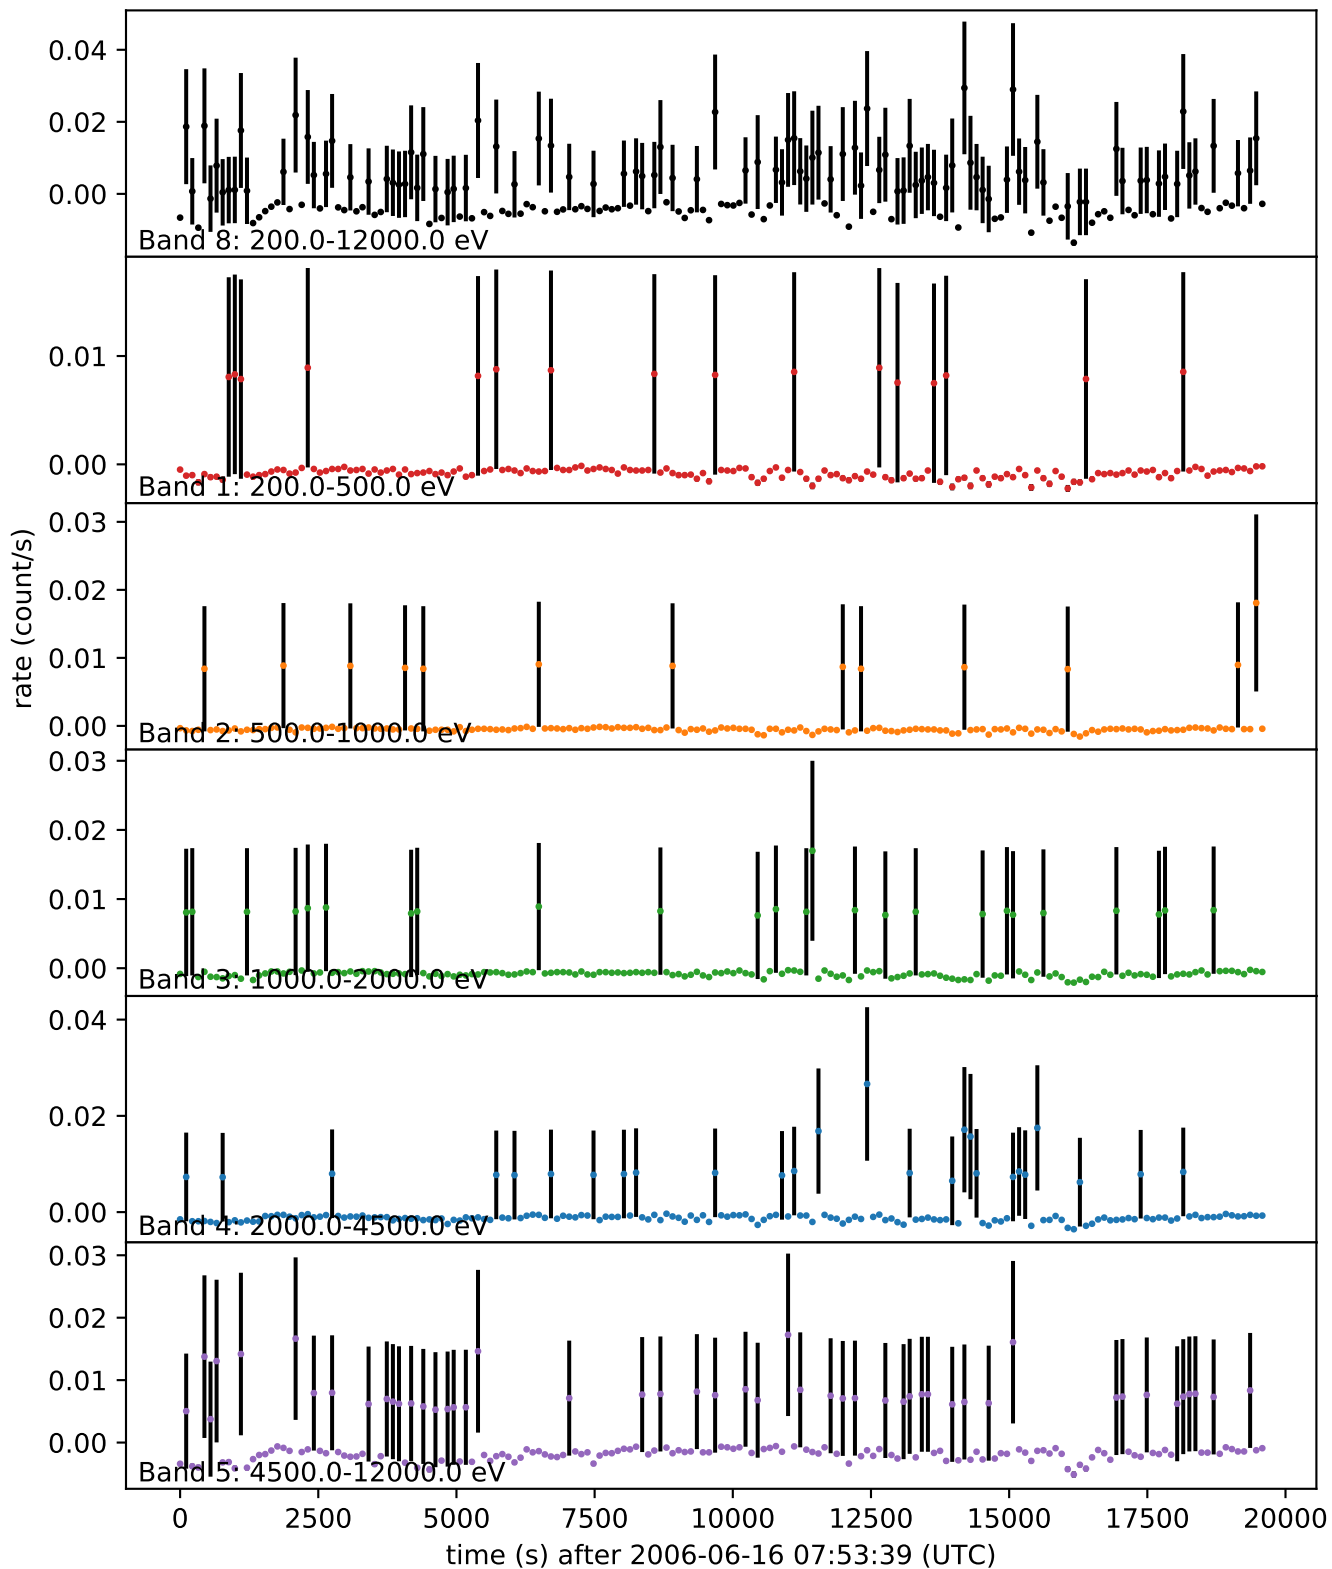 0.04
0.02
0.00
Band 8: 200.0-12000.0 eV
0.01
0.00
Band 1: 200.0-500.0 eV
0.03
0.02
0.01
0.00
Band 2: 500.0-1000.0 eV
rate (count/s)
0.03
0.02
0.01
0.00
Band 3: 1000.0-2000.0 eV
0.04
0.02
0.00
Band 4: 2000.0-4500.0 eV
0.03
0.02
0.01
0.00
Band 5: 4500.0-12000.0 eV
0 2500 5000 7500 10000 12500 15000 17500 20000
time (s) after 2006-06-16 07:53:39 (UTC)